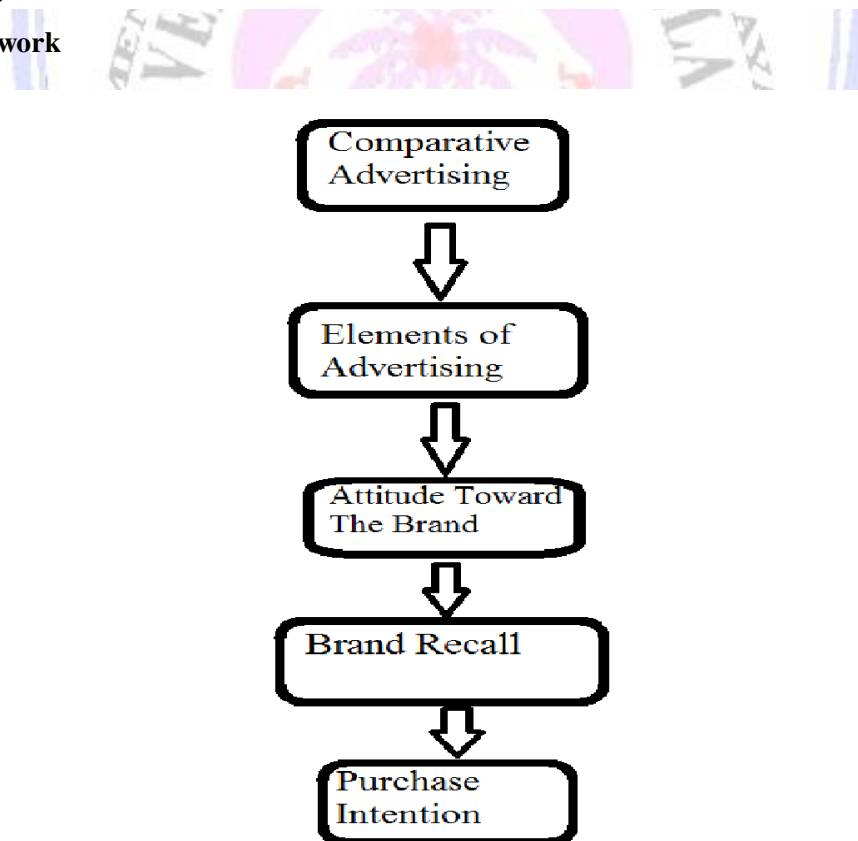 work
Comparative
Advertising
Elements of
Advertising
Attitude Toward
The Brand
Brand Recall
Purchase
Intention